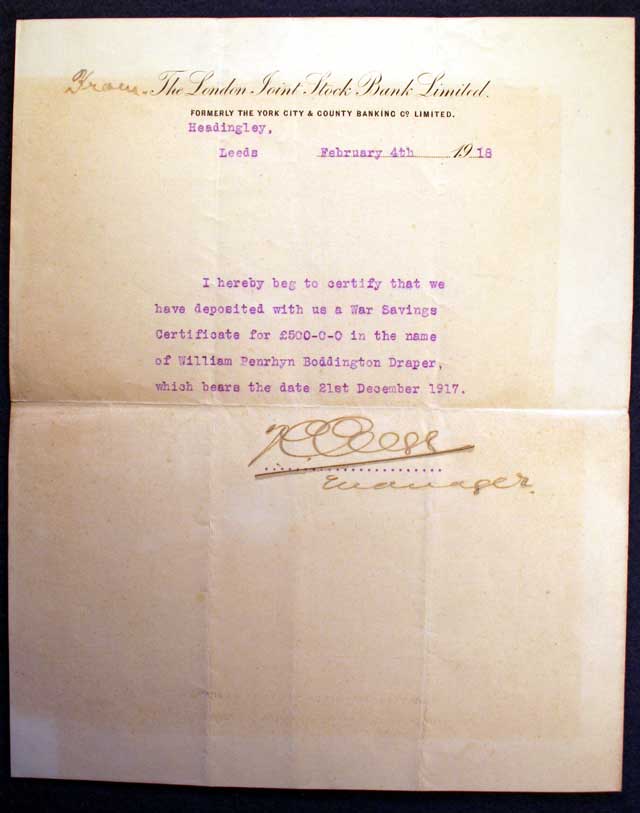 From The London Joint Stock Bank Limited.
FORMERLY THE YORK CITY & COUNTY BANKING Cº LIMITED.
Headingley,
Leeds February 4th 1918
I hereby beg to certify that we
have deposited with us a War Savings
Certificate for £500-0-0 in the name
of William Penrhyn Boddington Draper,
which bears the date 21st December 1917.
Manager.